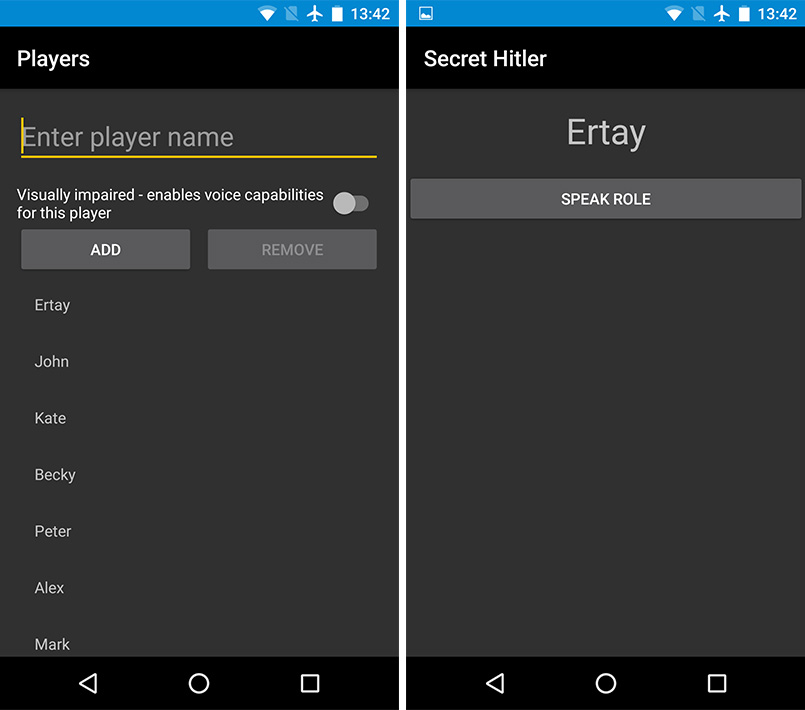 13:42
Players
Enter player name
Visually impaired - enables voice capabilities
for this player
ADD
REMOVE
Ertay
John
Kate
Becky
Peter
Alex
Mark
13:42
Secret Hitler
Ertay
SPEAK ROLE